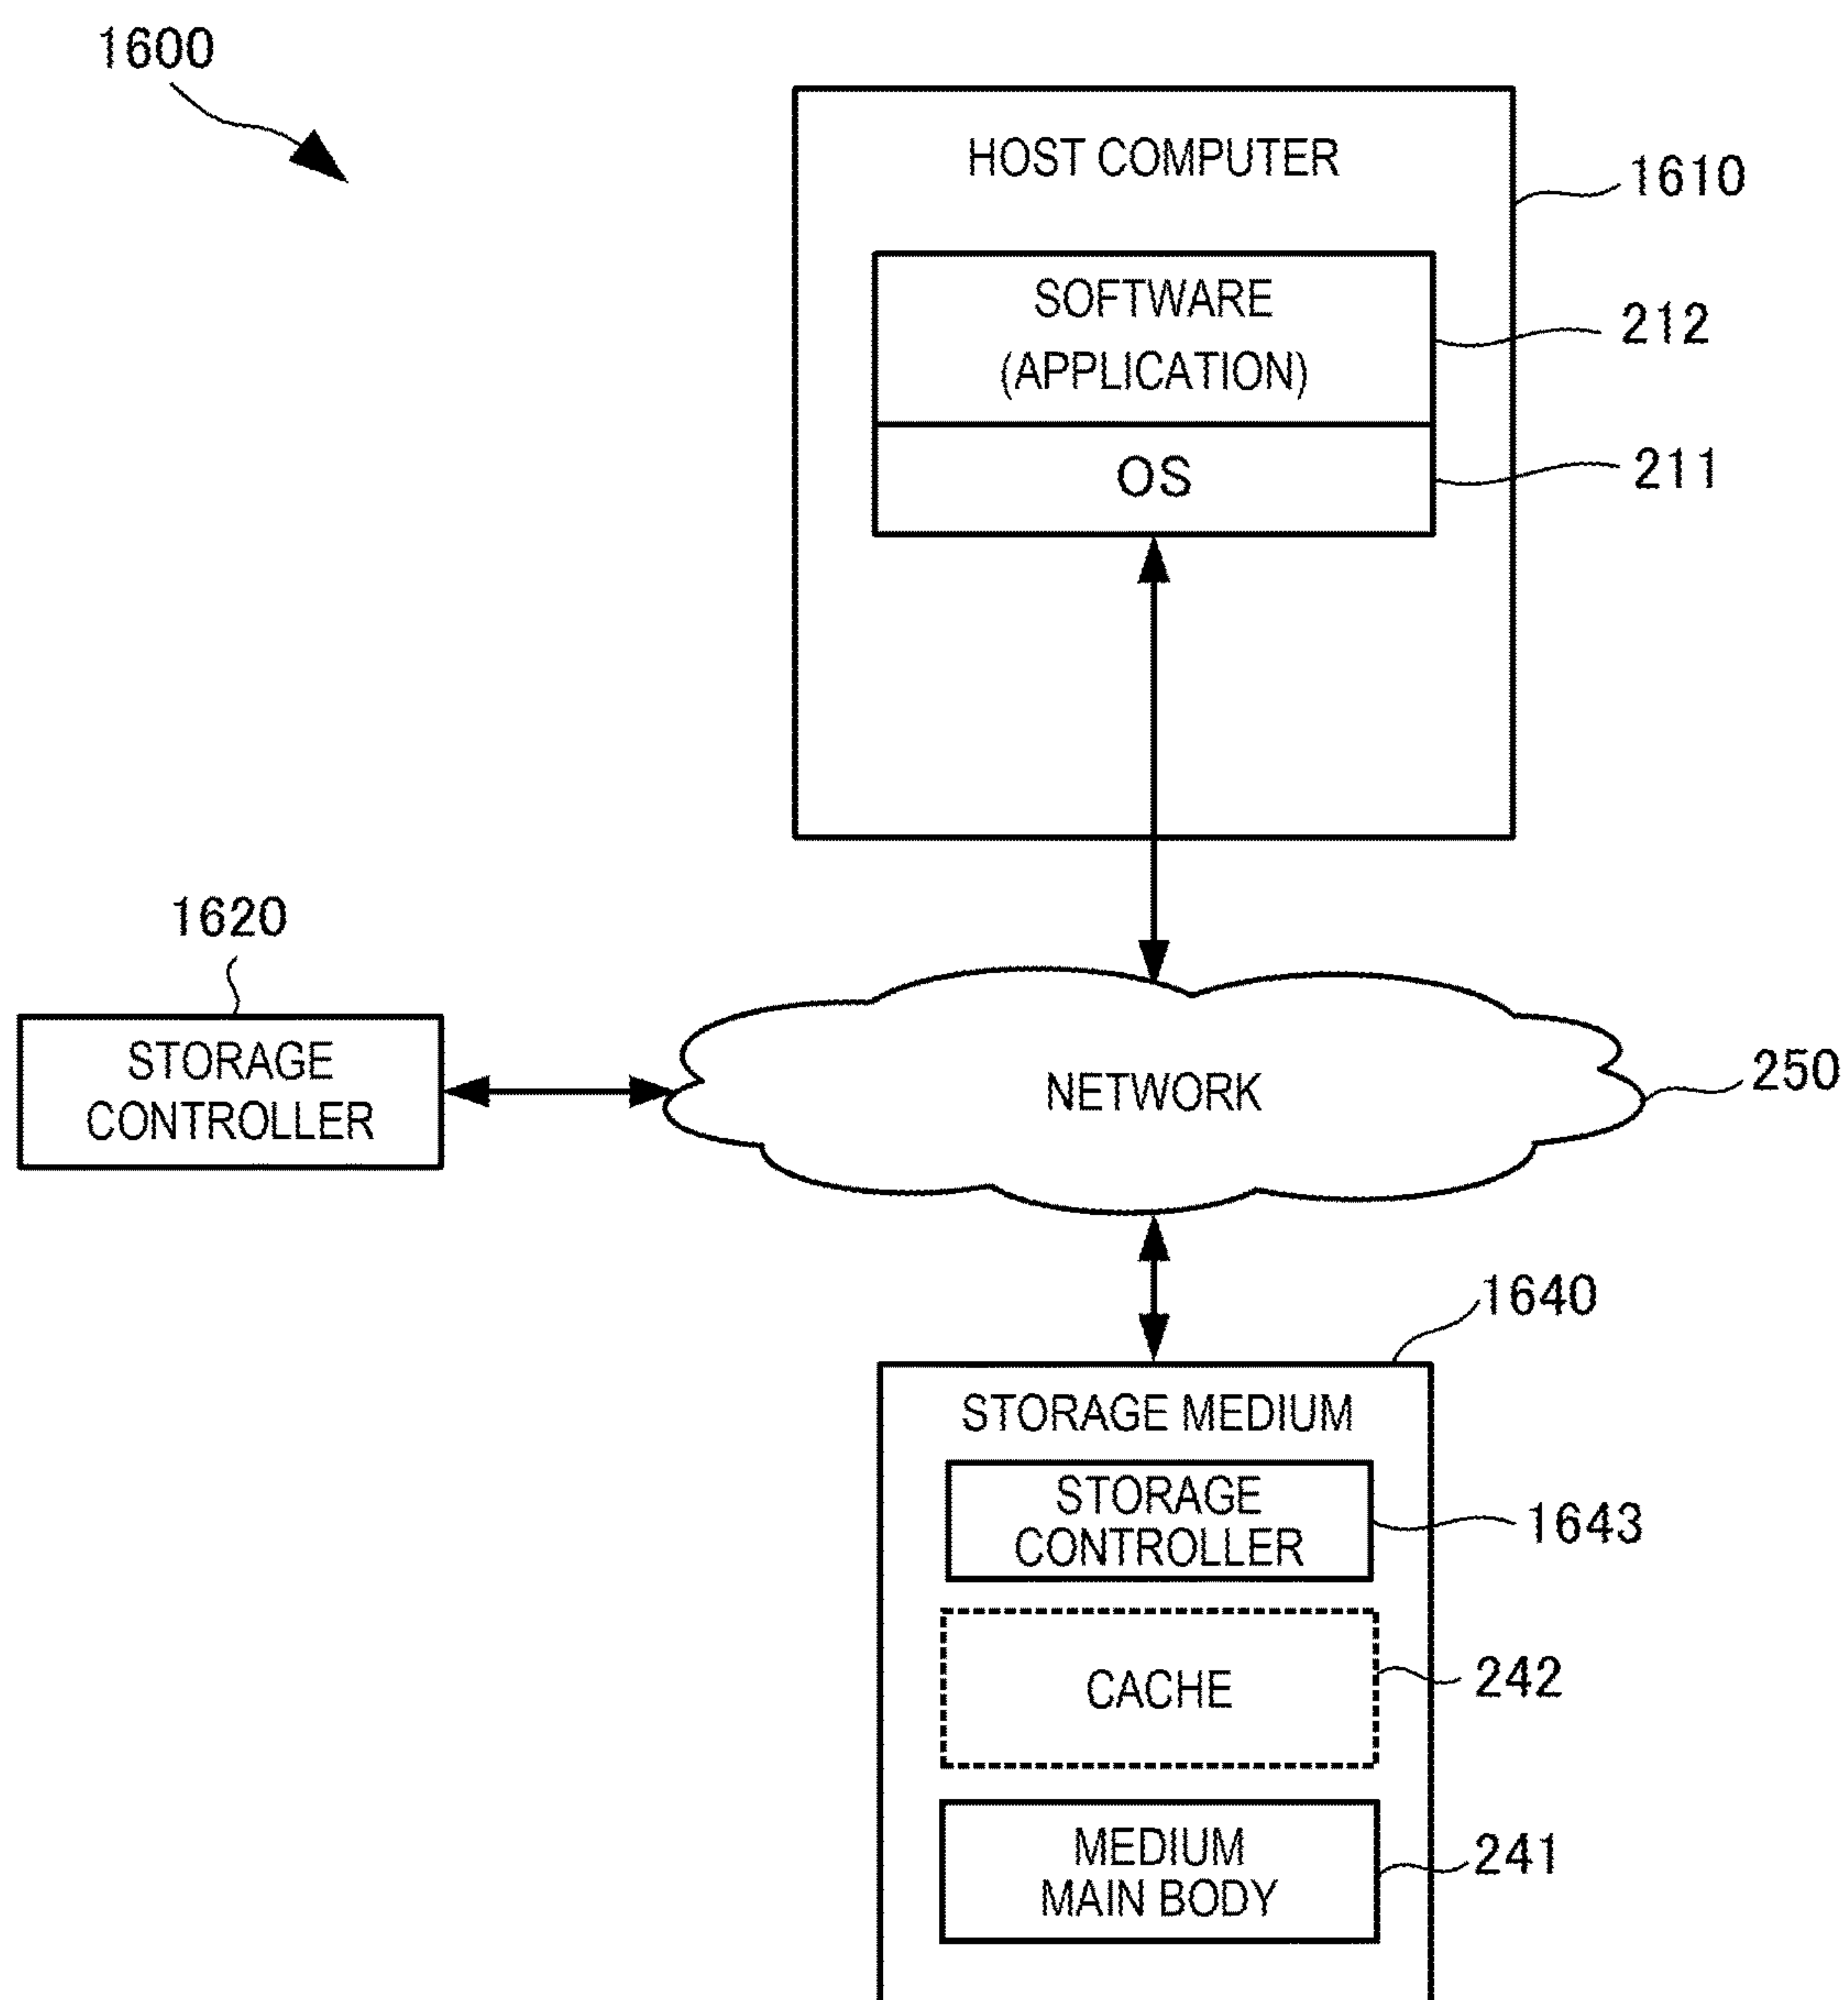 1600
HOST COMPUTER
1610
SOFTWARE
(APPLICATION)
212
OS
211
1620
STORAGE
CONTROLLER
NETWORK
250
1640
STORAGE MEDIUM
STORAGE
CONTROLLER
1643
CACHE
242
MEDIUM
MAIN BODY
241